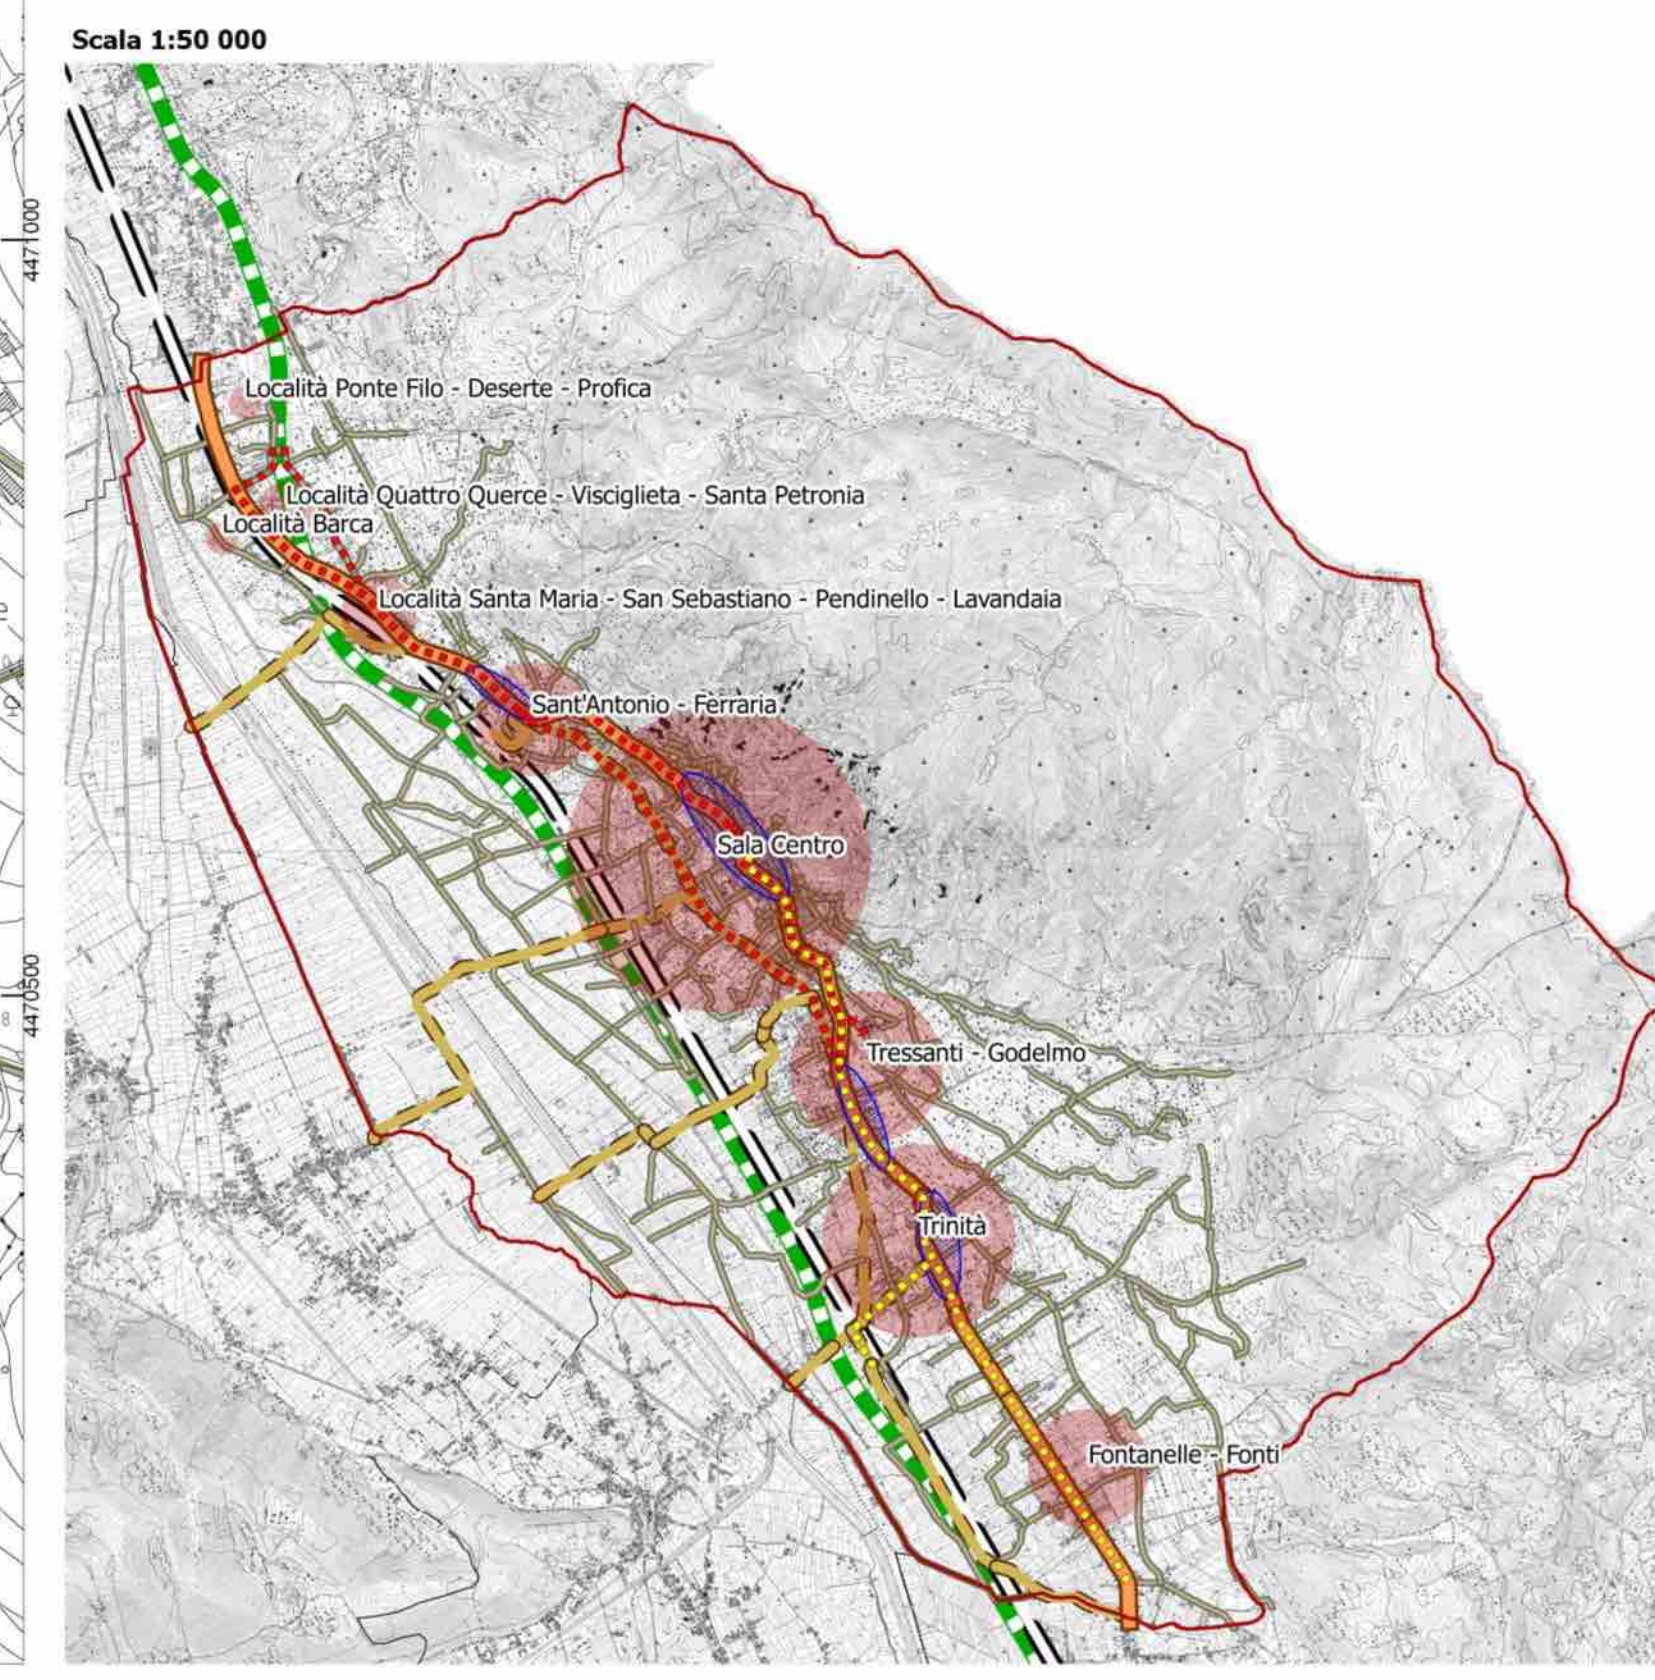 Scala 1:50 000
4471000
Località Ponte Filo - Deserte - Profica
Località Quattro Querce - Visciglieta - Santa Petronia
Località Barca
Località Santa Maria - San Sebastiano - Pendinello - Lavandaia
Sant'Antonio - Ferraria
Sala Centro
4470500
8
Tressanti - Godelmo
Trinità
Fontanelle - Fonti